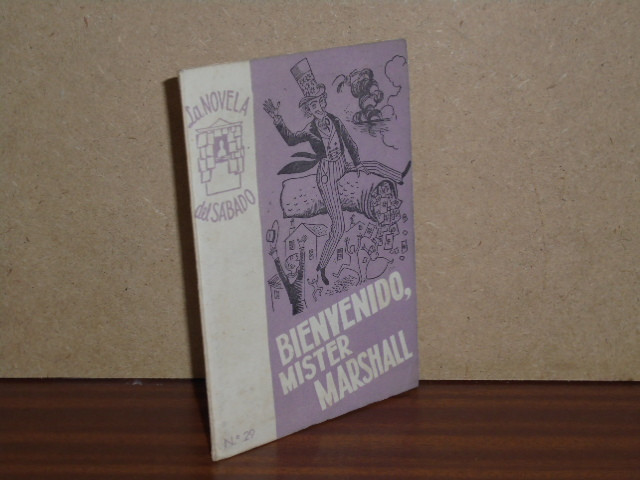 La NOVELA
del SABADO
BIENVENIDO,
MISTER
MARSHALL
N.º 29